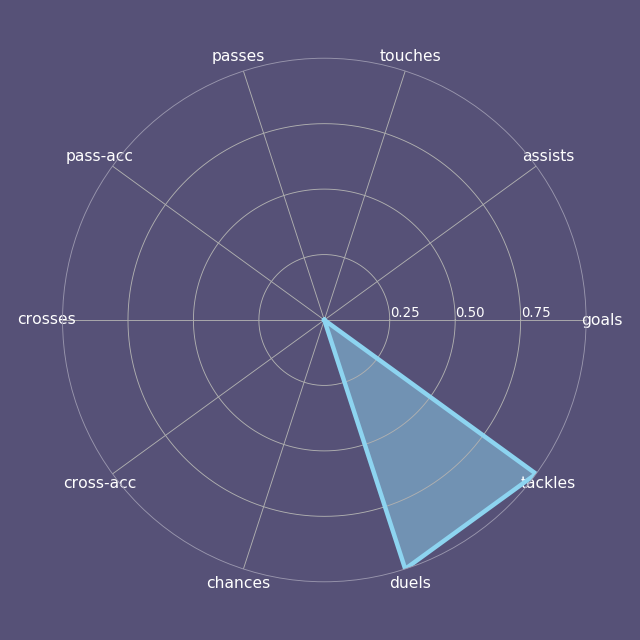 passes
touches
pass-acc
assists
0.25
0.50
0.75
crosses
goals
cross-acc
tackles
chances
duels